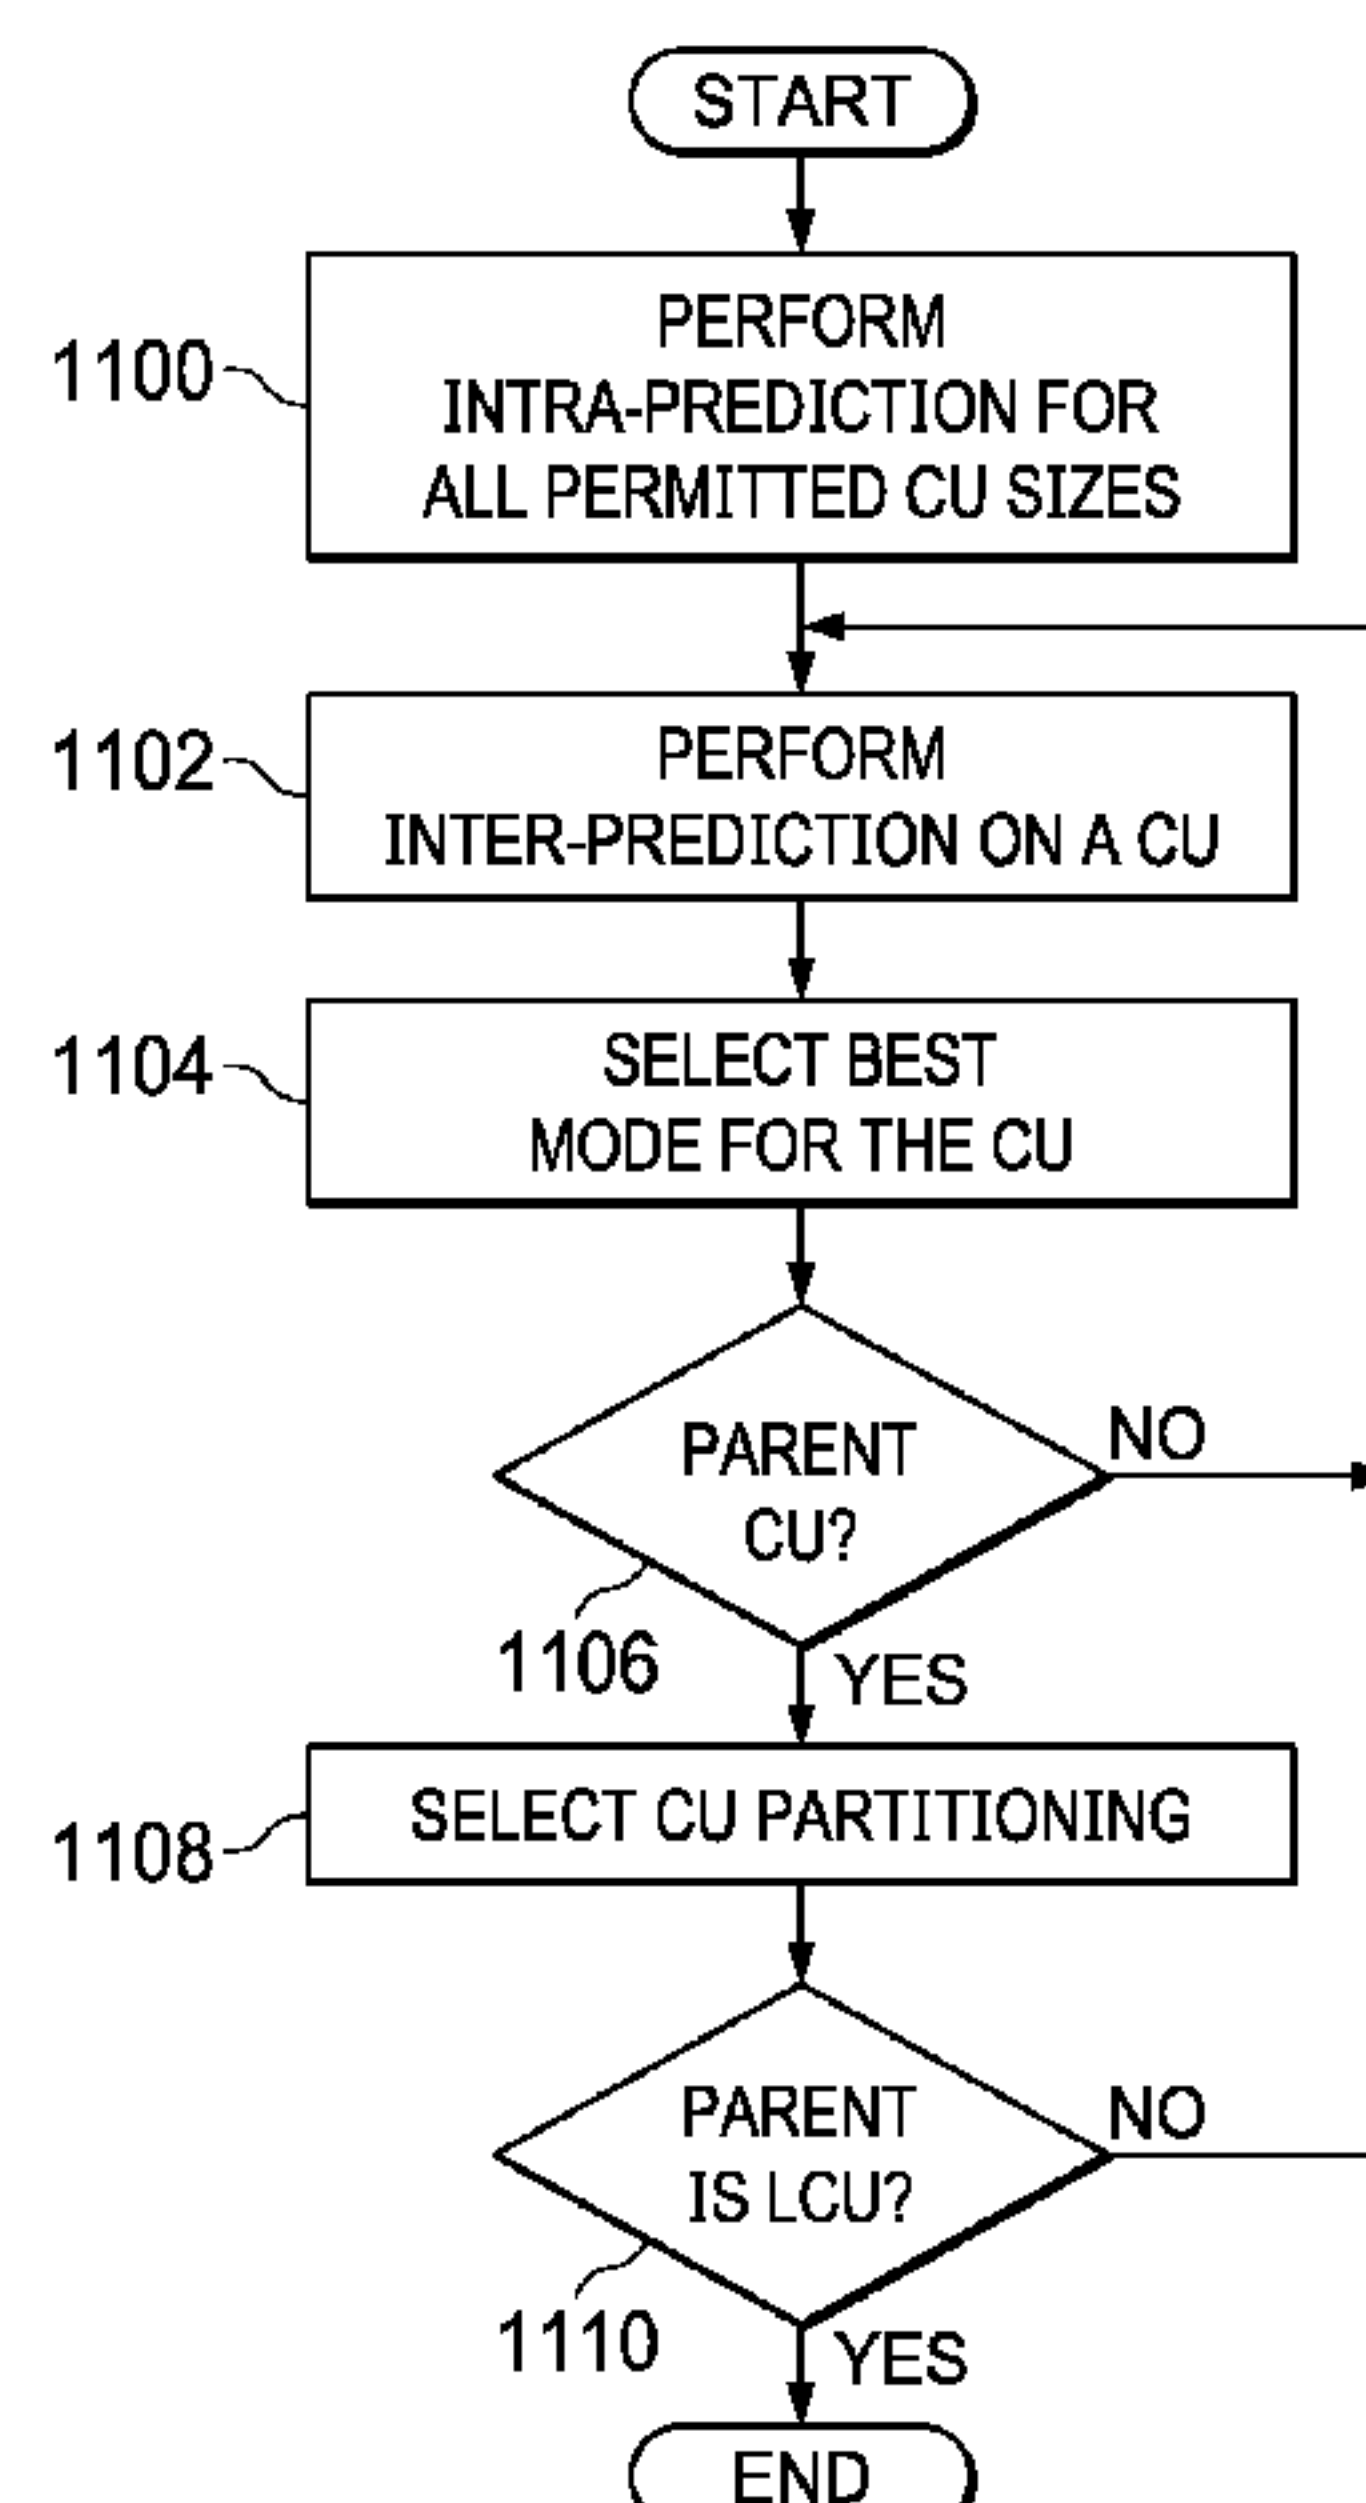 START
1100
PERFORM
INTRA-PREDICTION FOR
ALL PERMITTED CU SIZES
1102
PERFORM
INTER-PREDICTION ON A CU
1104
SELECT BEST
MODE FOR THE CU
PARENT
CU?
NO
1106
YES
1108
SELECT CU PARTITIONING
PARENT
IS LCU?
NO
1110
YES
END